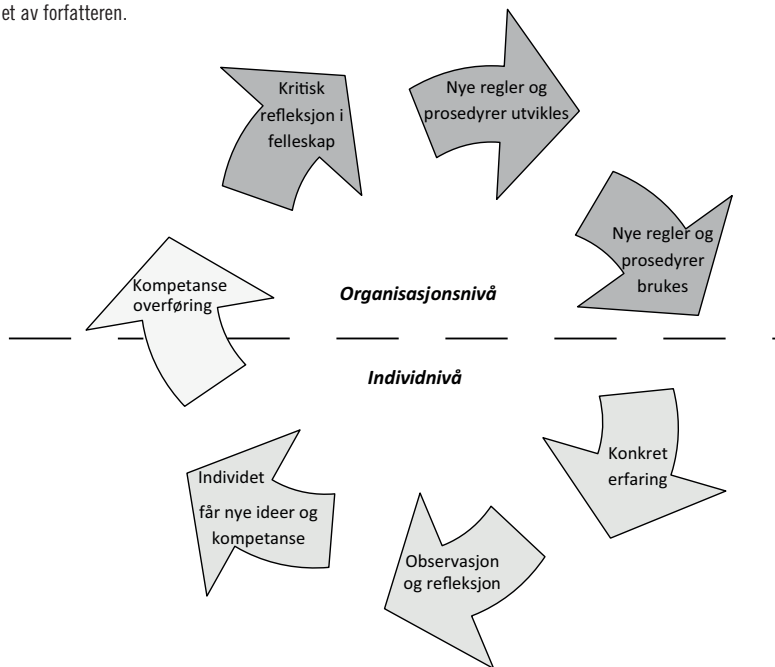 et av forfatteren.
Kritisk
refleksjon i
felleskap
Nye regler og
prosedyrer utvikles
Nye regler og
prosedyrer
brukes
Kompetanse
overføring
Organisasjonsnivå
Individnivå
Konkret
erfaring
Observasjon
og refleksjon
Individet
får nye ideer og
kompetanse